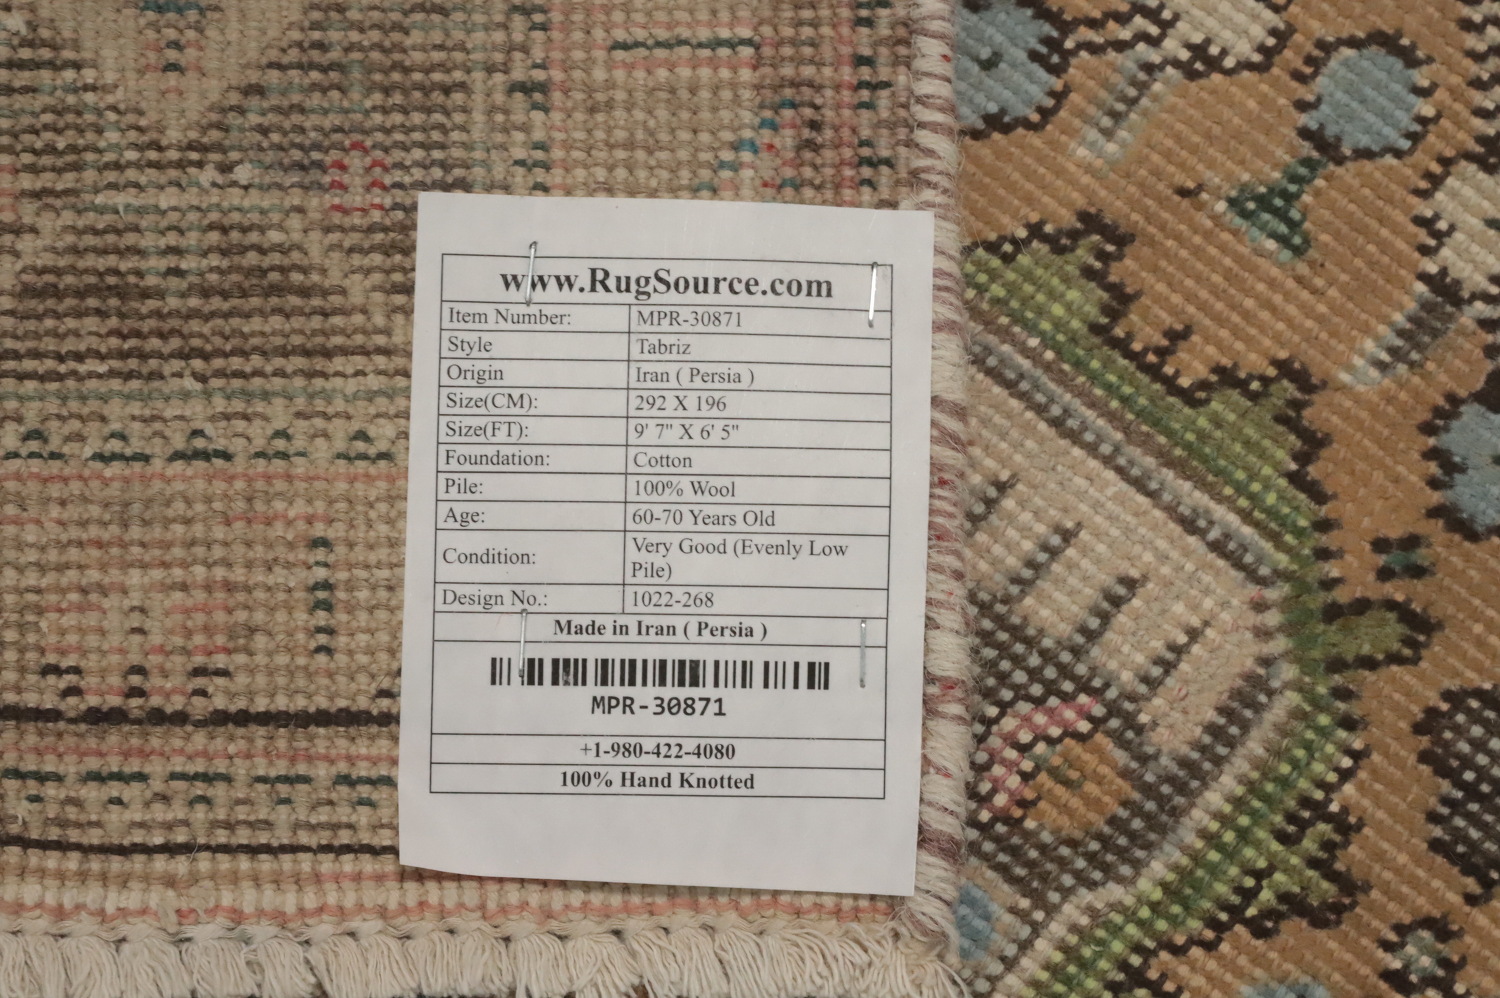 www.RugSource.com
Item Number: MPR-30871
Style Tabriz
Origin Iran ( Persia )
Size(CM): 292 X 196
Size(FT): 9' 7" X 6' 5"
Foundation: Cotton
Pile: 100% Wool
Age: 60-70 Years Old
Condition: Very Good (Evenly Low
Pile)
Design No.: 1022-268
Made in Iran ( Persia )
MPR-30871
+1-980-422-4080
100% Hand Knotted